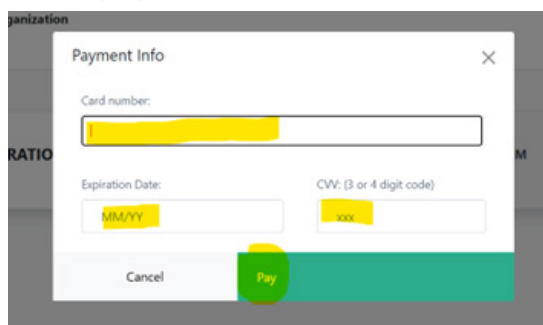 ganization
Payment Info
Card number:
RATIO
M
Expiration Date:
CVV: (3 or 4 digit code)
MM/YY
xxx
Cancel
Pay